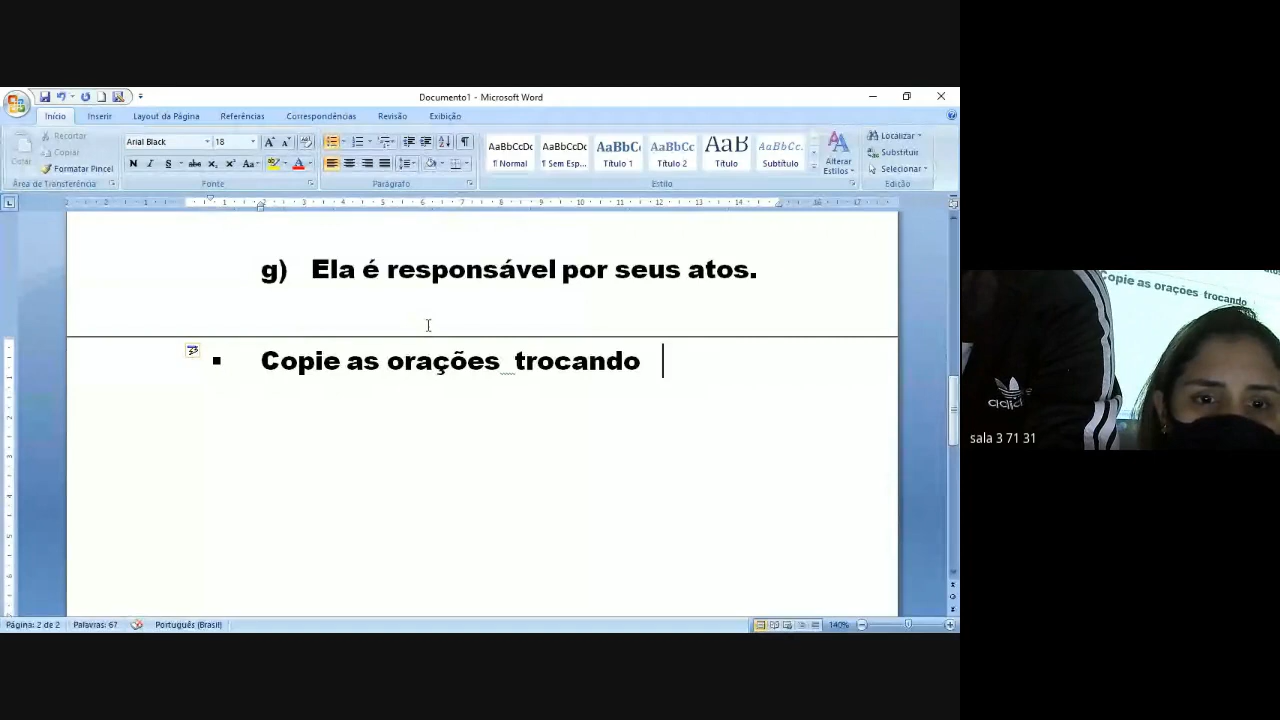 Documento1 - Microsoft Word
Início Inserir Layout da Página Referências Correspondências Revisão Exibição
Recortar
Copiar
Colar
Formatar Pincel
Área de Transferência
Arial Black 18
Fonte
Parágrafo
AaBbCcDc AaBbCcDc AaBbCc AaBbCc AaB AaBbCc.
¶ Normal ¶ Sem Esp... Título 1 Título 2 Título Subtítulo
Alterar Estilos
Estilo
Localizar
Substituir
Selecionar
Edição
g) Ela é responsável por seus atos.
▪ Copie as orações trocando
Copie as orações trocando
adidas
sala 3 71 31
Página: 2 de 2 Palavras: 67 Português (Brasil) 140%